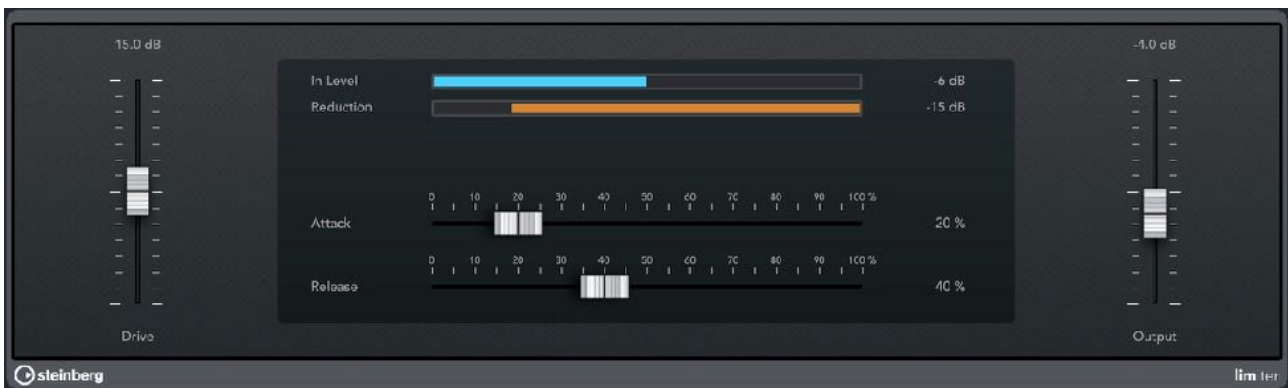 15.0 dB
-4.0 dB
In Level
-6 dB
Reduction
-15 dB
0 10 20 30 40 50 60 70 80 90 100 %
Attack
20 %
0 10 20 30 40 50 60 70 80 90 100 %
Release
40 %
Drive
Output
steinberg
limiter